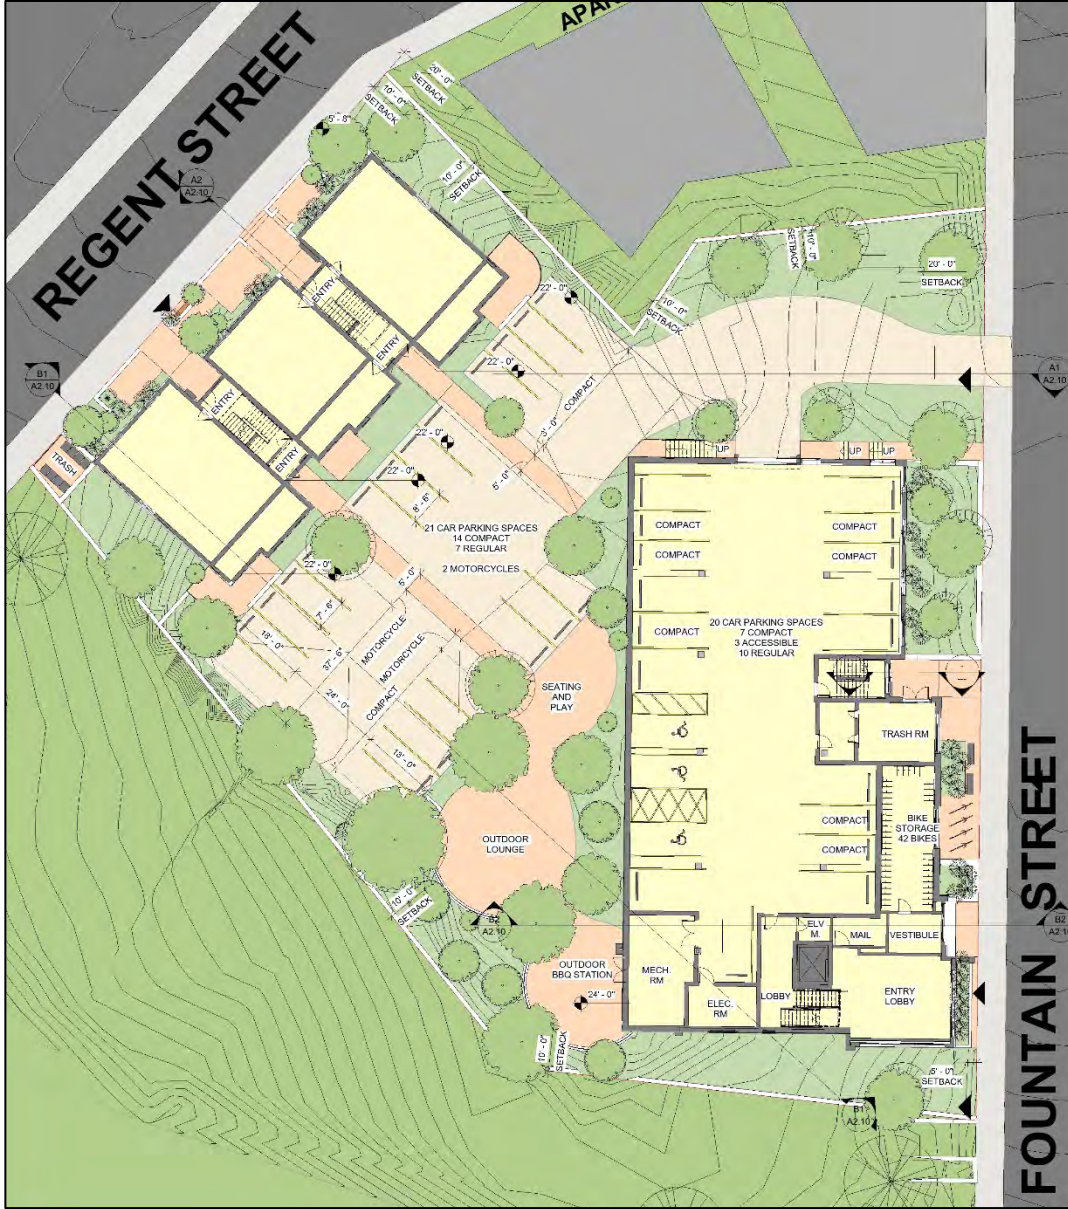 REGENT STREET
20' - 0"
SETBACK
10' - 0"
SETBACK
5' - 8"
10' - 0"
SETBACK
A2
A2.10
10' - 0"
SETBACK
20' - 0"
SETBACK
22' - 0"
10' - 0"
SETBACK
ENTRY
ENTRY
22' - 0"
COMPACT
B1
A2.10
A1
A2.10
ENTRY
ENTRY
22' - 0"
5' - 0"
22' - 0"
8' - 6"
TRASH
UP
UP
UP
21 CAR PARKING SPACES
14 COMPACT
7 REGULAR
2 MOTORCYCLES
COMPACT
COMPACT
COMPACT
COMPACT
22' - 0"
5' - 0"
7' - 6"
MOTORCYCLE
MOTORCYCLE
COMPACT
18' - 0"
37' - 6"
24' - 0"
13' - 0"
COMPACT
20 CAR PARKING SPACES
7 COMPACT
3 ACCESSIBLE
10 REGULAR
SEATING
AND
PLAY
TRASH RM
COMPACT
COMPACT
BIKE
STORAGE
42 BIKES
OUTDOOR
LOUNGE
10' - 0"
SETBACK
B2
A2.10
ELV
M.
MAIL
VESTIBULE
B2
A2.10
OUTDOOR
BBQ STATION
24' - 0"
MECH.
RM
ELEC.
RM
LOBBY
ENTRY
LOBBY
10' - 0"
SETBACK
5' - 0"
SETBACK
B1
A2.10
FOUNTAIN STREET